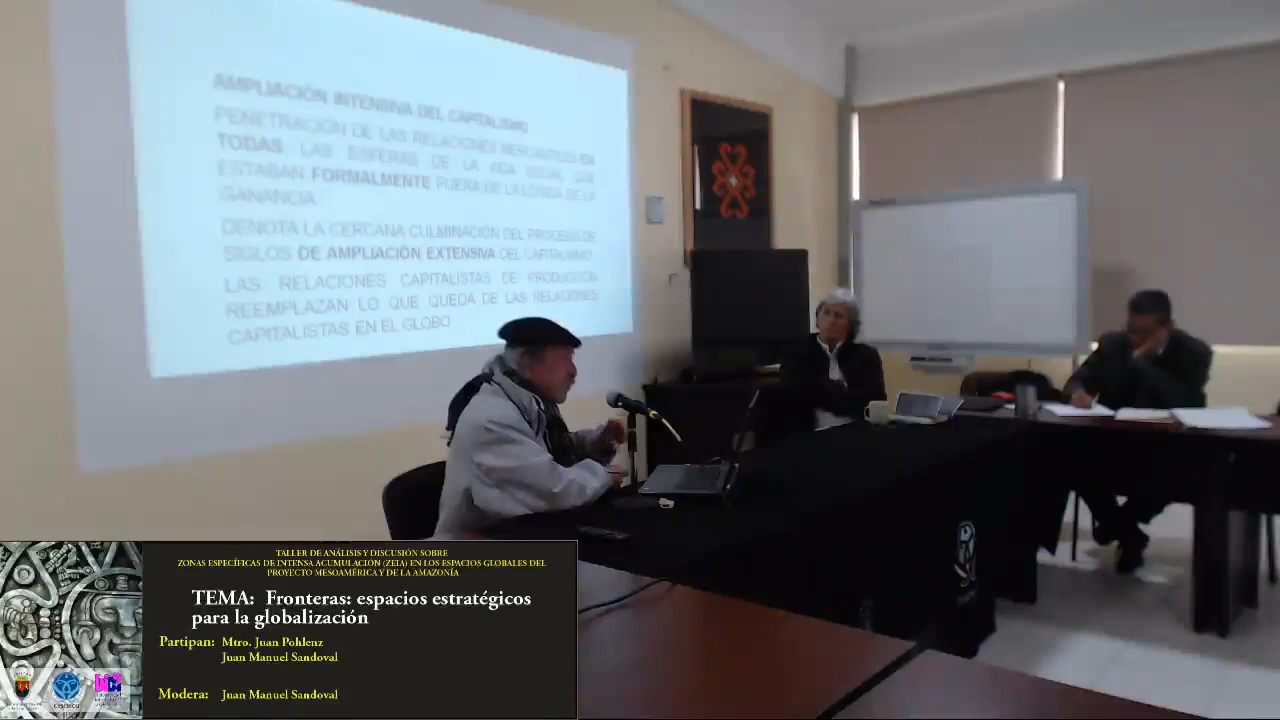 AMPLIACIÓN INTENSIVA DEL CAPITALISMO
PENETRACIÓN DE LAS RELACIONES MERCANTILES EN
TODAS LAS ESFERAS DE LA VIDA SOCIAL QUE
ESTABAN FORMALMENTE FUERA DE LA LÓGICA DE LA
GANANCIA
DENOTA LA CERCANA CULMINACIÓN DEL PROCESO DE
SIGLOS DE AMPLIACIÓN EXTENSIVA DEL CAPITALISMO
LAS RELACIONES CAPITALISTAS DE PRODUCCIÓN
REEMPLAZAN LO QUE QUEDA DE LAS RELACIONES
CAPITALISTAS EN EL GLOBO
TALLER DE ANÁLISIS Y DISCUSIÓN SOBRE
ZONAS ESPECÍFICAS DE INTENSA ACUMULACIÓN (ZEIA) EN LOS ESPACIOS GLOBALES DEL
PROYECTO MESOAMÉRICA Y DE LA AMAZONÍA
TEMA: Fronteras: espacios estratégicos
para la globalización
Partipan: Mtro. Juan Pohlenz
Juan Manuel Sandoval
Modera: Juan Manuel Sandoval